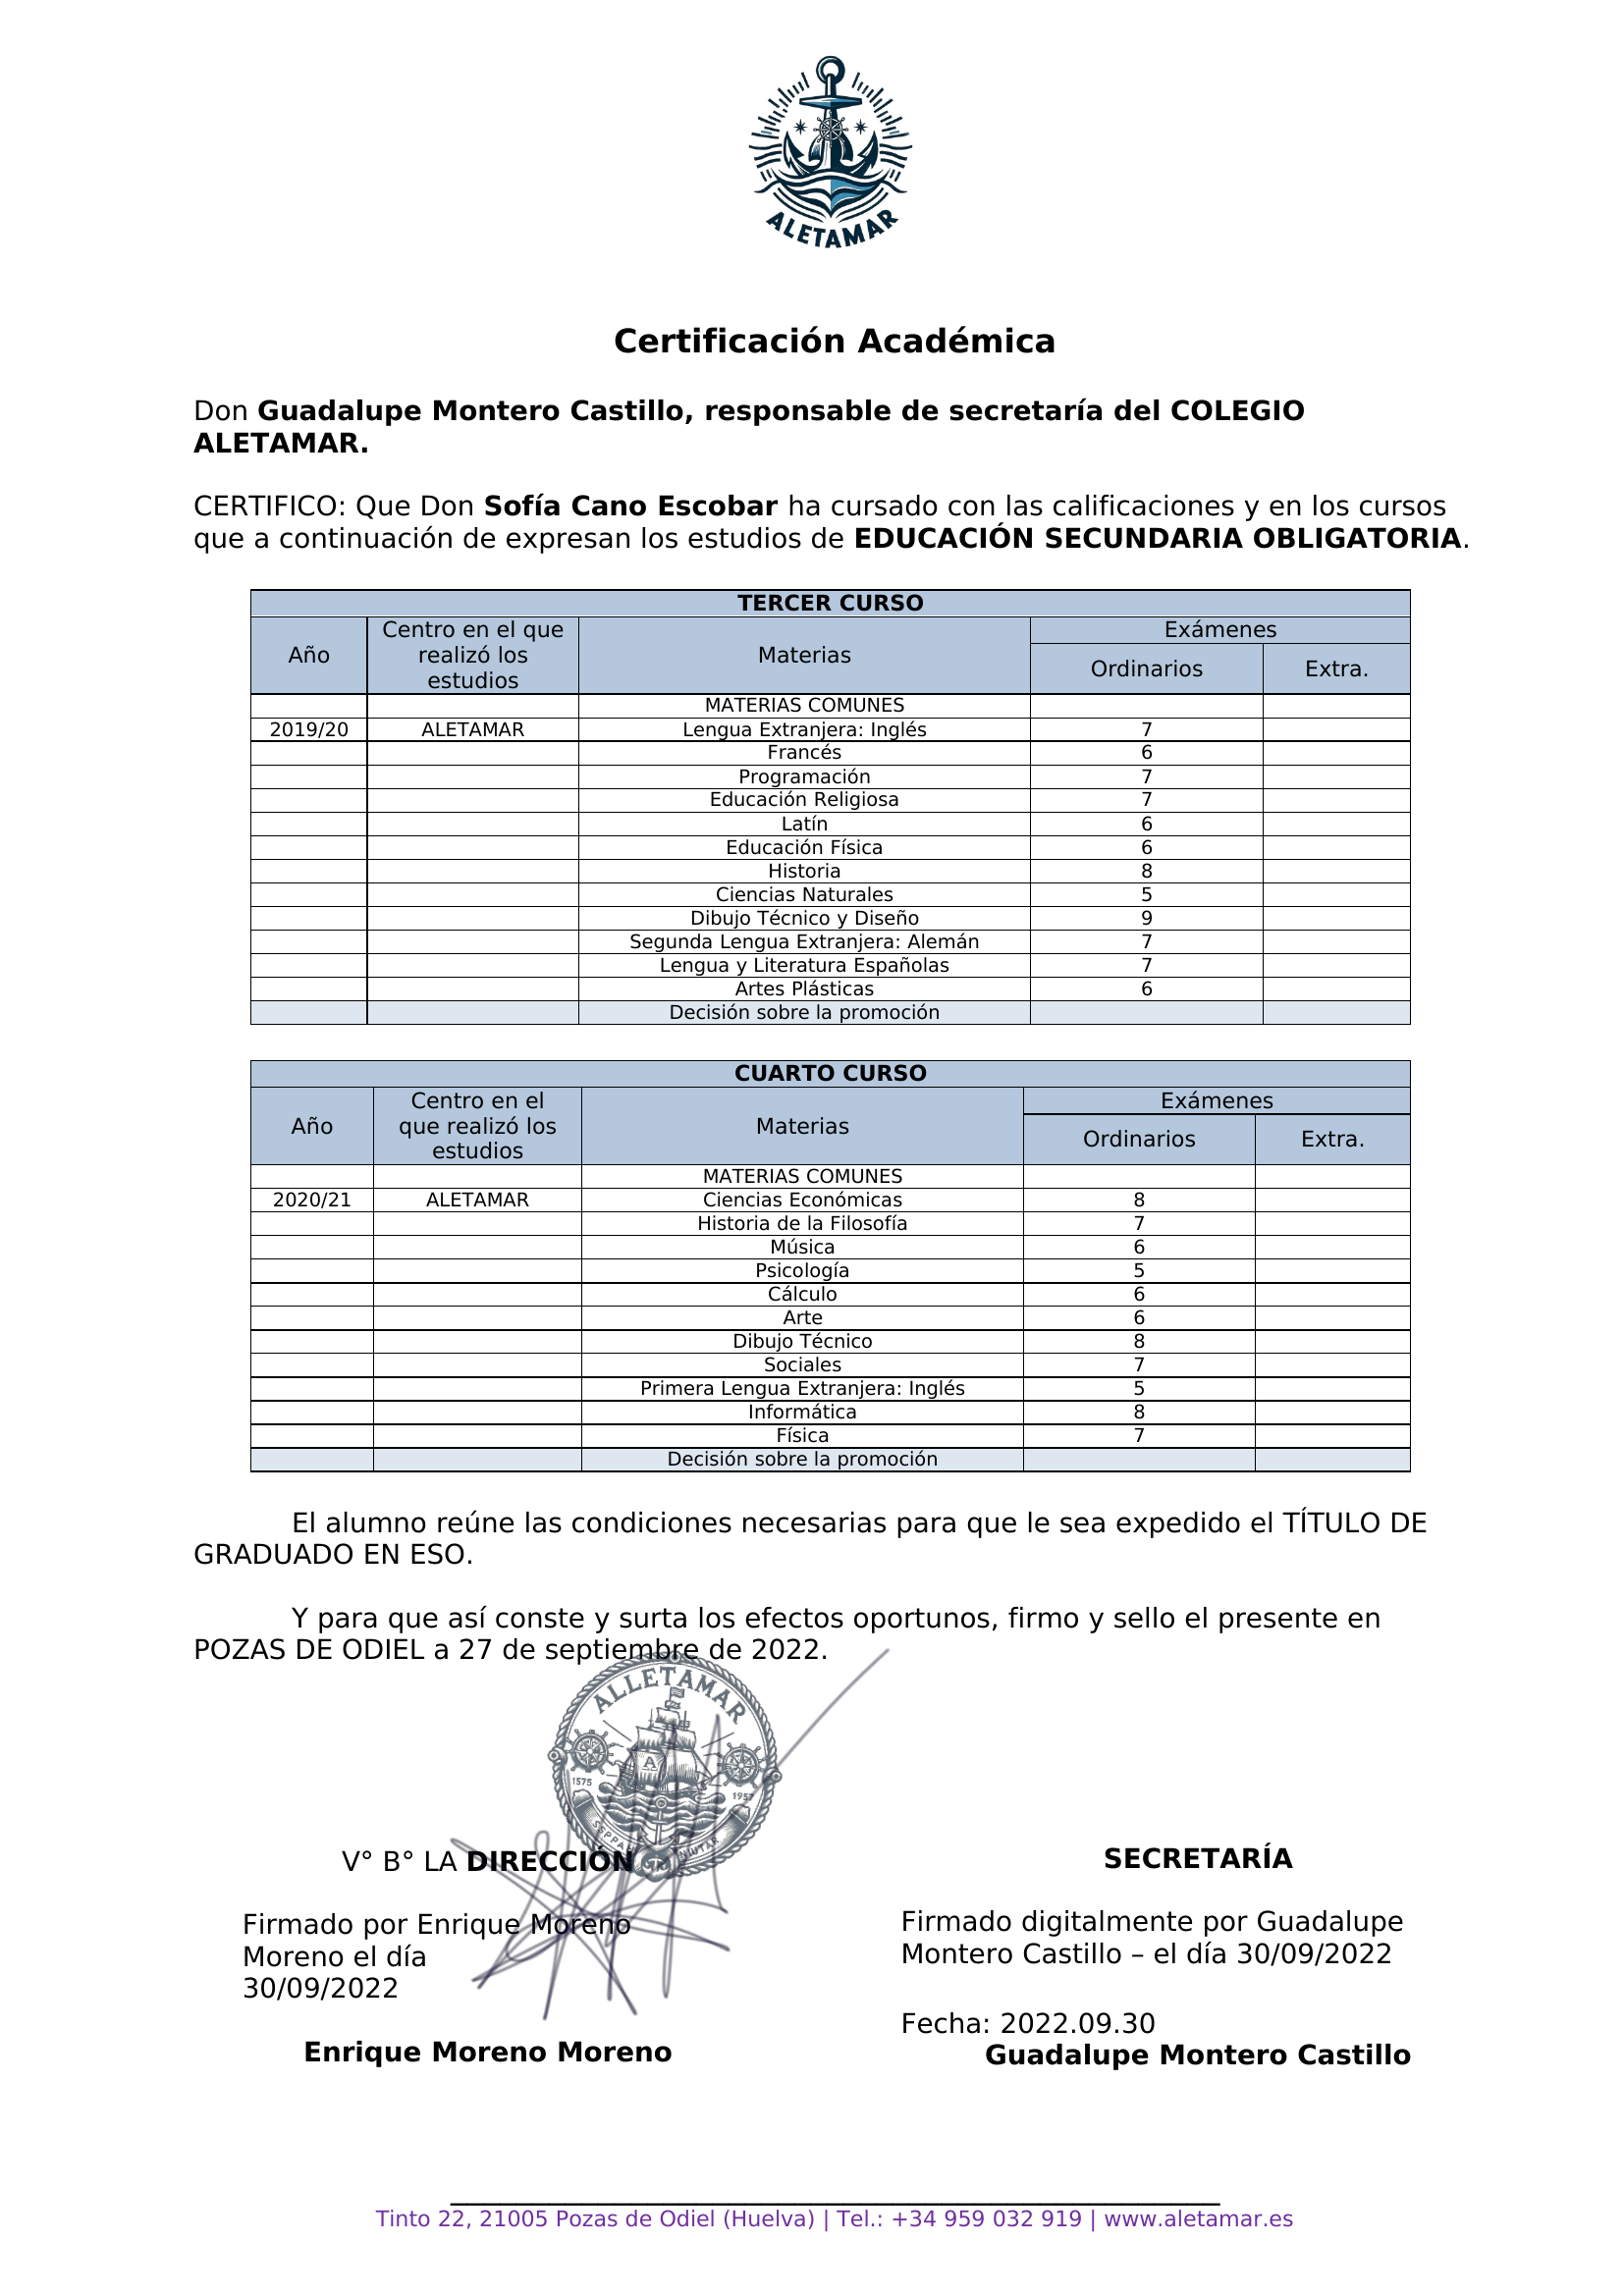 ALETAMAR
Certificación Académica
Don Guadalupe Montero Castillo, responsable de secretaría del COLEGIO
ALETAMAR.
CERTIFICO: Que Don Sofía Cano Escobar ha cursado con las calificaciones y en los cursos
que a continuación de expresan los estudios de EDUCACIÓN SECUNDARIA OBLIGATORIA.
TERCER CURSO
Año Centro en el que realizó los estudios Materias Exámenes
Ordinarios Extra.
MATERIAS COMUNES
2019/20 ALETAMAR Lengua Extranjera: Inglés 7
Francés 6
Programación 7
Educación Religiosa 7
Latín 6
Educación Física 6
Historia 8
Ciencias Naturales 5
Dibujo Técnico y Diseño 9
Segunda Lengua Extranjera: Alemán 7
Lengua y Literatura Españolas 7
Artes Plásticas 6
Decisión sobre la promoción
CUARTO CURSO
Año Centro en el que realizó los estudios Materias Exámenes
Ordinarios Extra.
MATERIAS COMUNES
2020/21 ALETAMAR Ciencias Económicas 8
Historia de la Filosofía 7
Música 6
Psicología 5
Cálculo 6
Arte 6
Dibujo Técnico 8
Sociales 7
Primera Lengua Extranjera: Inglés 5
Informática 8
Física 7
Decisión sobre la promoción
El alumno reúne las condiciones necesarias para que le sea expedido el TÍTULO DE
GRADUADO EN ESO.
Y para que así conste y surta los efectos oportunos, firmo y sello el presente en
POZAS DE ODIEL a 27 de septiembre de 2022.
ALLETAMAR
A
1575
1957
V° B° LA DIRECCIÓN
Firmado por Enrique Moreno
Moreno el día
30/09/2022
Enrique Moreno Moreno
SECRETARÍA
Firmado digitalmente por Guadalupe
Montero Castillo – el día 30/09/2022
Fecha: 2022.09.30
Guadalupe Montero Castillo
Tinto 22, 21005 Pozas de Odiel (Huelva) | Tel.: +34 959 032 919 | www.aletamar.es